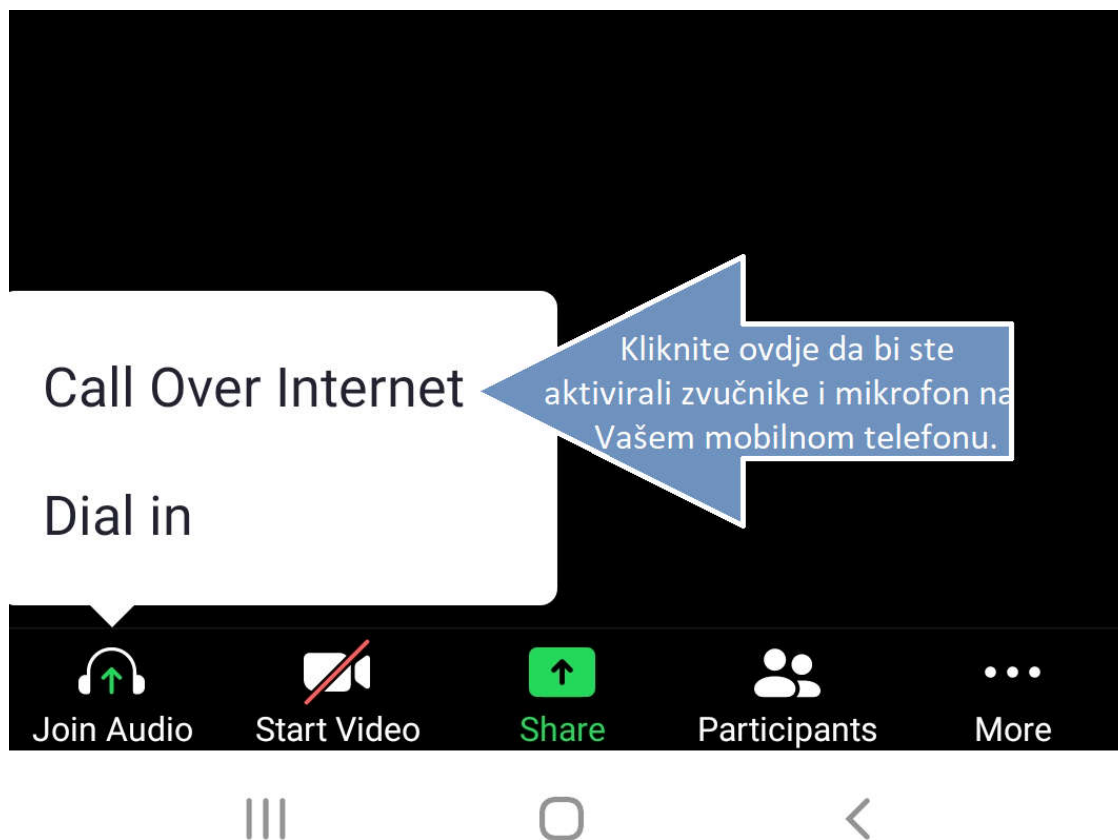 Call Over Internet
Kliknite ovdje da bi ste
aktivirali zvučnike i mikrofon na
Vašem mobilnom telefonu.
Dial in
Join Audio
Start Video
Share
Participants
More